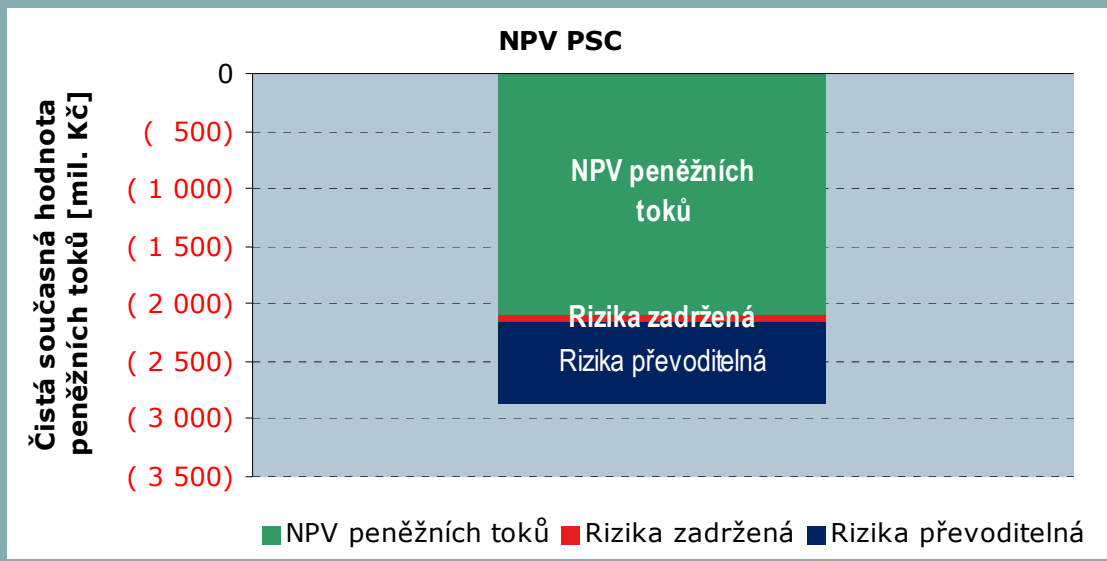 NPV PSC
Čistá současná hodnota
peněžních toků [mil. Kč]
0
( 500)
( 1 000)
( 1 500)
( 2 000)
( 2 500)
( 3 000)
( 3 500)
NPV peněžních
toků
Rizika zadržená
Rizika převoditelná
NPV peněžních toků Rizika zadržená Rizika převoditelná